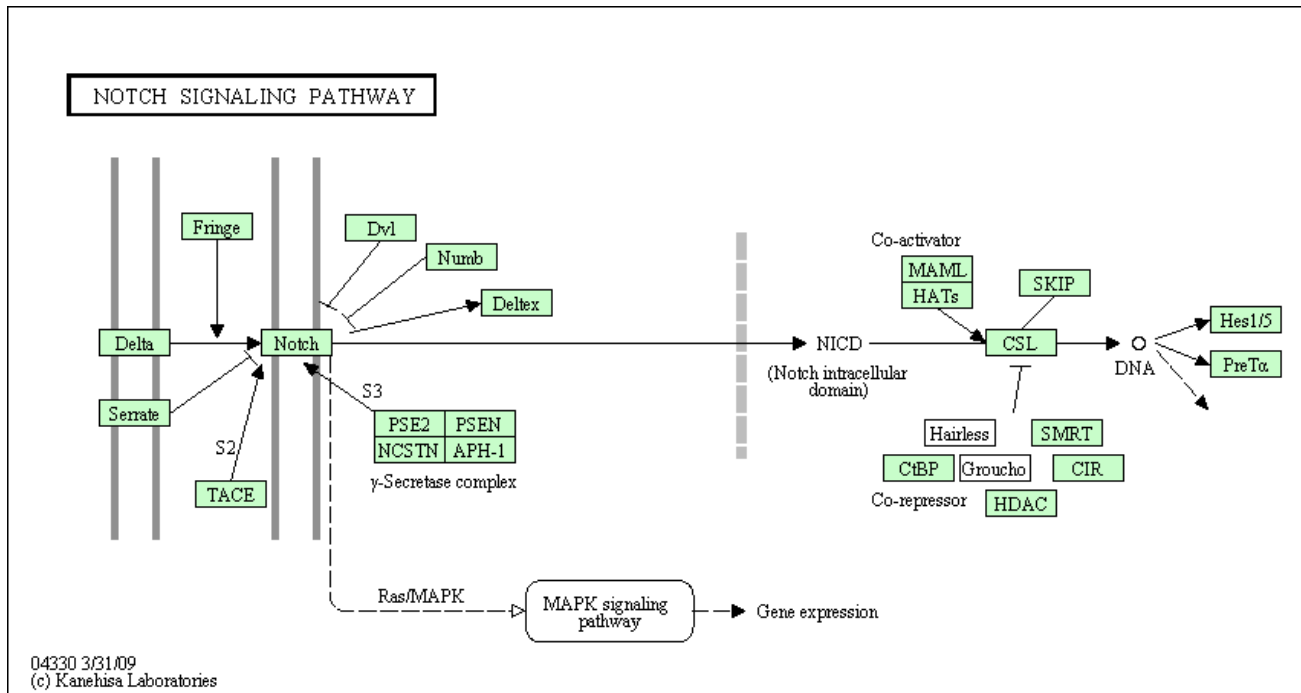 NOTCH SIGNALING PATHWAY
Fringe
Dvl
Numb
Deltex
Delta
Notch
Serrate
S2
TACE
S3
PSE2 PSEN
NCSTN APH-1
γ-Secretase complex
NICD
(Notch intracellular
domain)
Co-activator
MAML
HATs
SKIP
CSL
DNA
Hes1/5
PreTα
Hairless
SMRT
CtBP
Groucho
CIR
Co-repressor
HDAC
Ras/MAPK
MAPK signaling
pathway
Gene expression
04330 3/31/09
(c) Kanehisa Laboratories